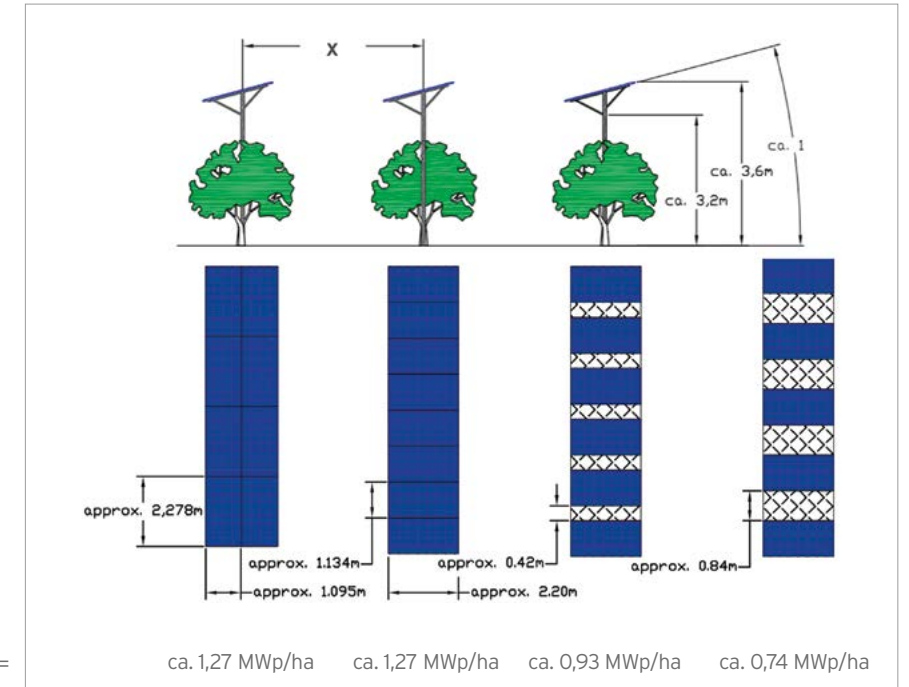 X
ca. 1
ca. 3,6m
ca. 3,2m
approx. 2,278m
approx. 1.134m
approx. 0.42m
approx. 0.84m
approx. 1.095m
approx. 2.20m
= ca. 1,27 MWp/ha ca. 1,27 MWp/ha ca. 0,93 MWp/ha ca. 0,74 MWp/ha